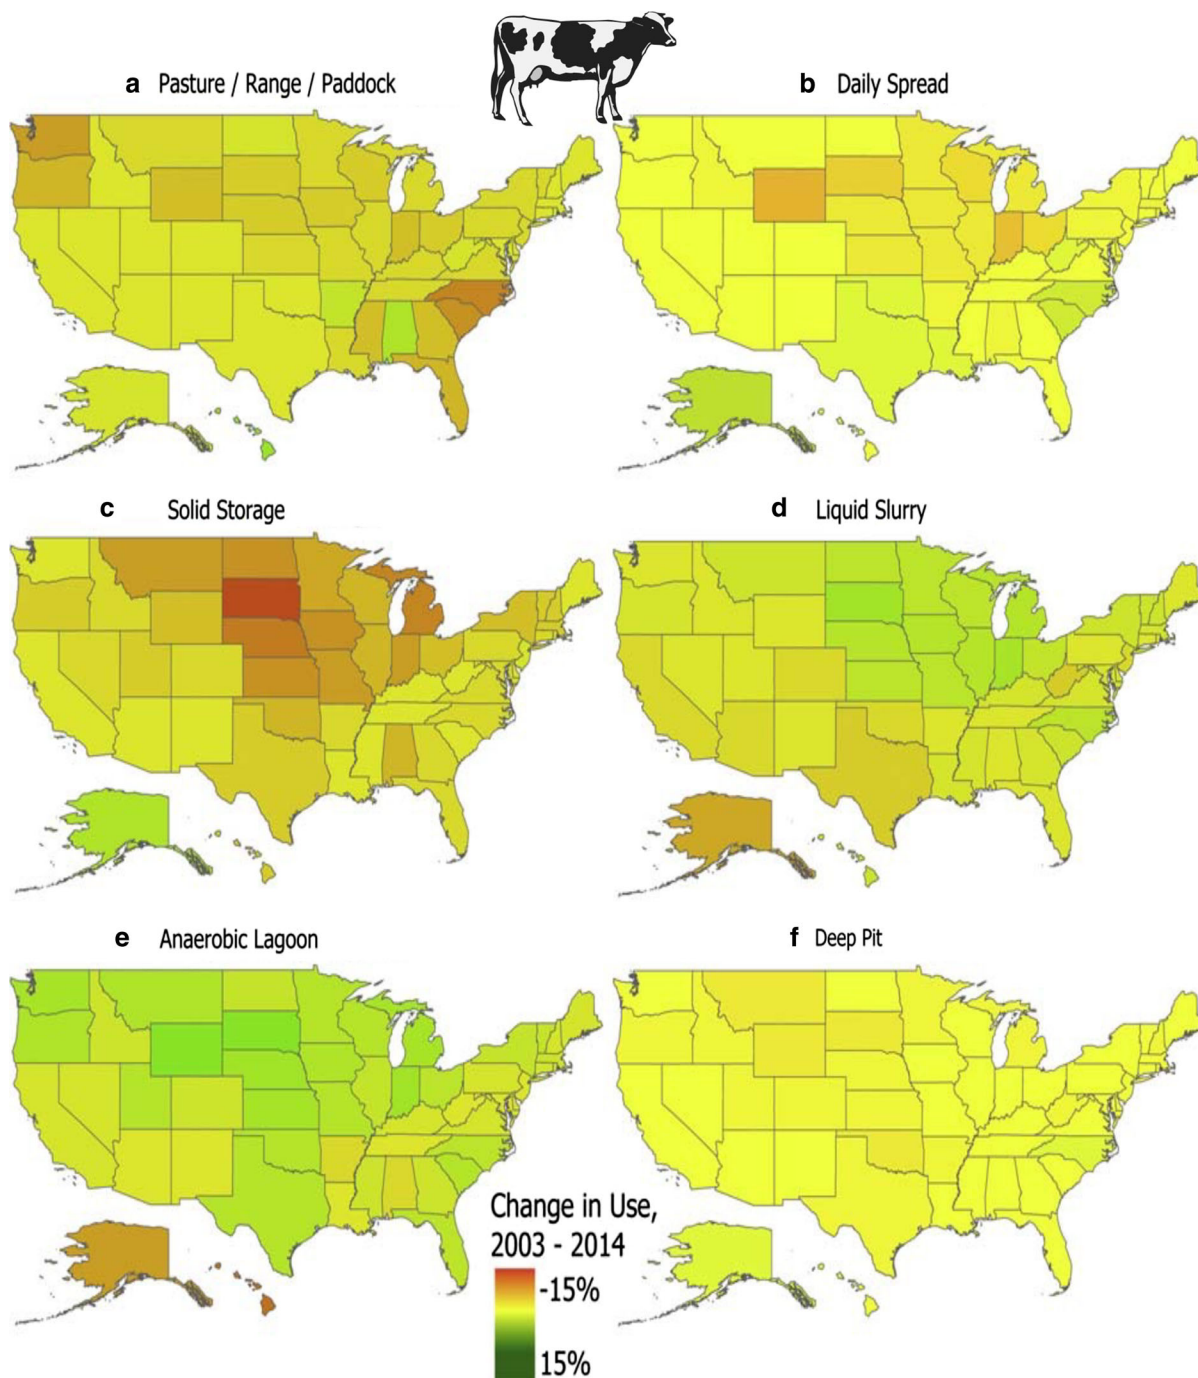 a Pasture / Range / Paddock
b Daily Spread
c Solid Storage
d Liquid Slurry
e Anaerobic Lagoon
f Deep Pit
Change in Use,
2003 - 2014
-15%
15%